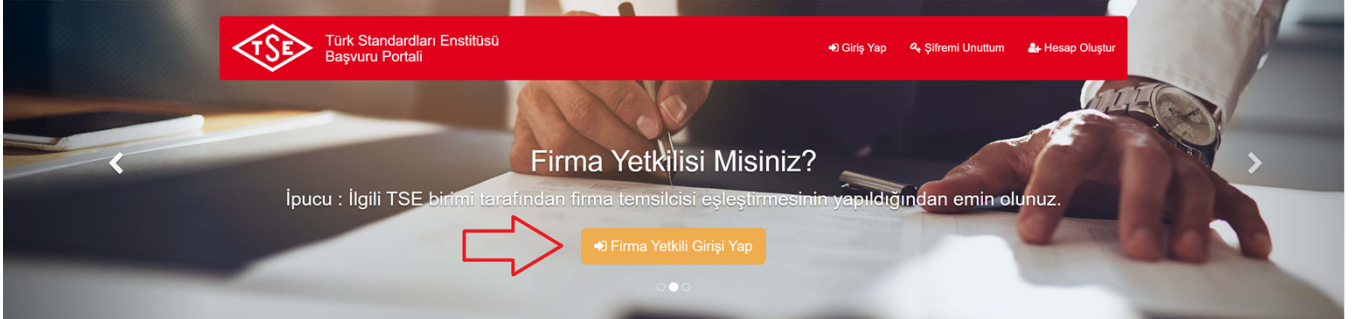 TSE
Türk Standardları Enstitüsü
Başvuru Portali
Giriş Yap
Şifremi Unuttum
Hesap Oluştur
Firma Yetkilisi Misiniz?
İpucu : İlgili TSE birimi tarafından firma temsilcisi eşleştirmesinin yapıldığından emin olunuz.
Firma Yetkili Girişi Yap